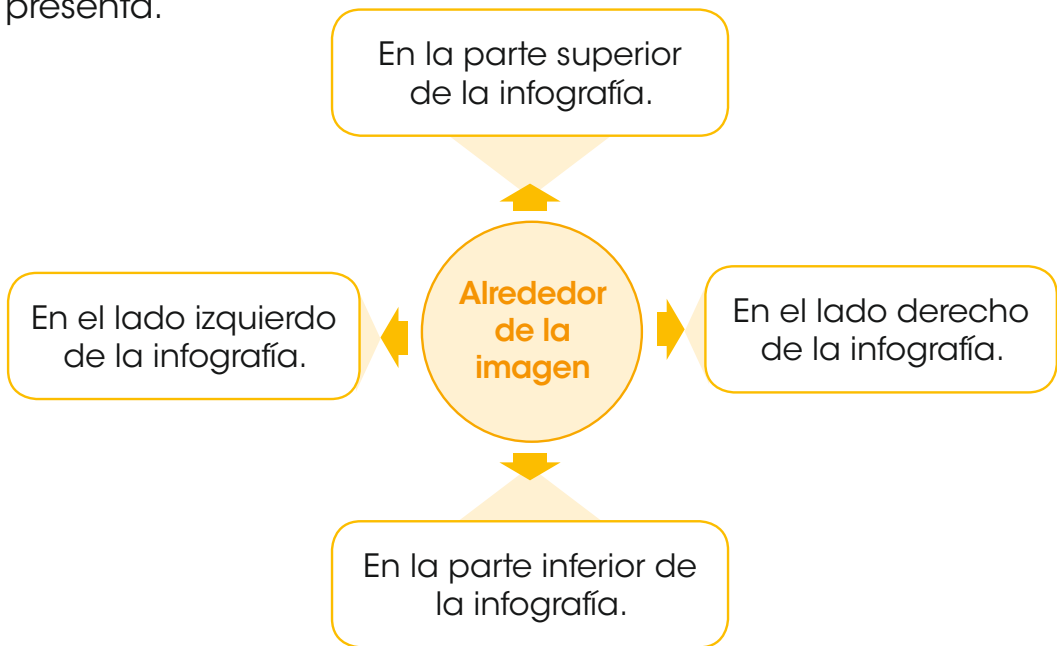 presenta.
En la parte superior
de la infografía.
En el lado izquierdo
de la infografía.
Alrededor
de la
imagen
En el lado derecho
de la infografía.
En la parte inferior de
la infografía.